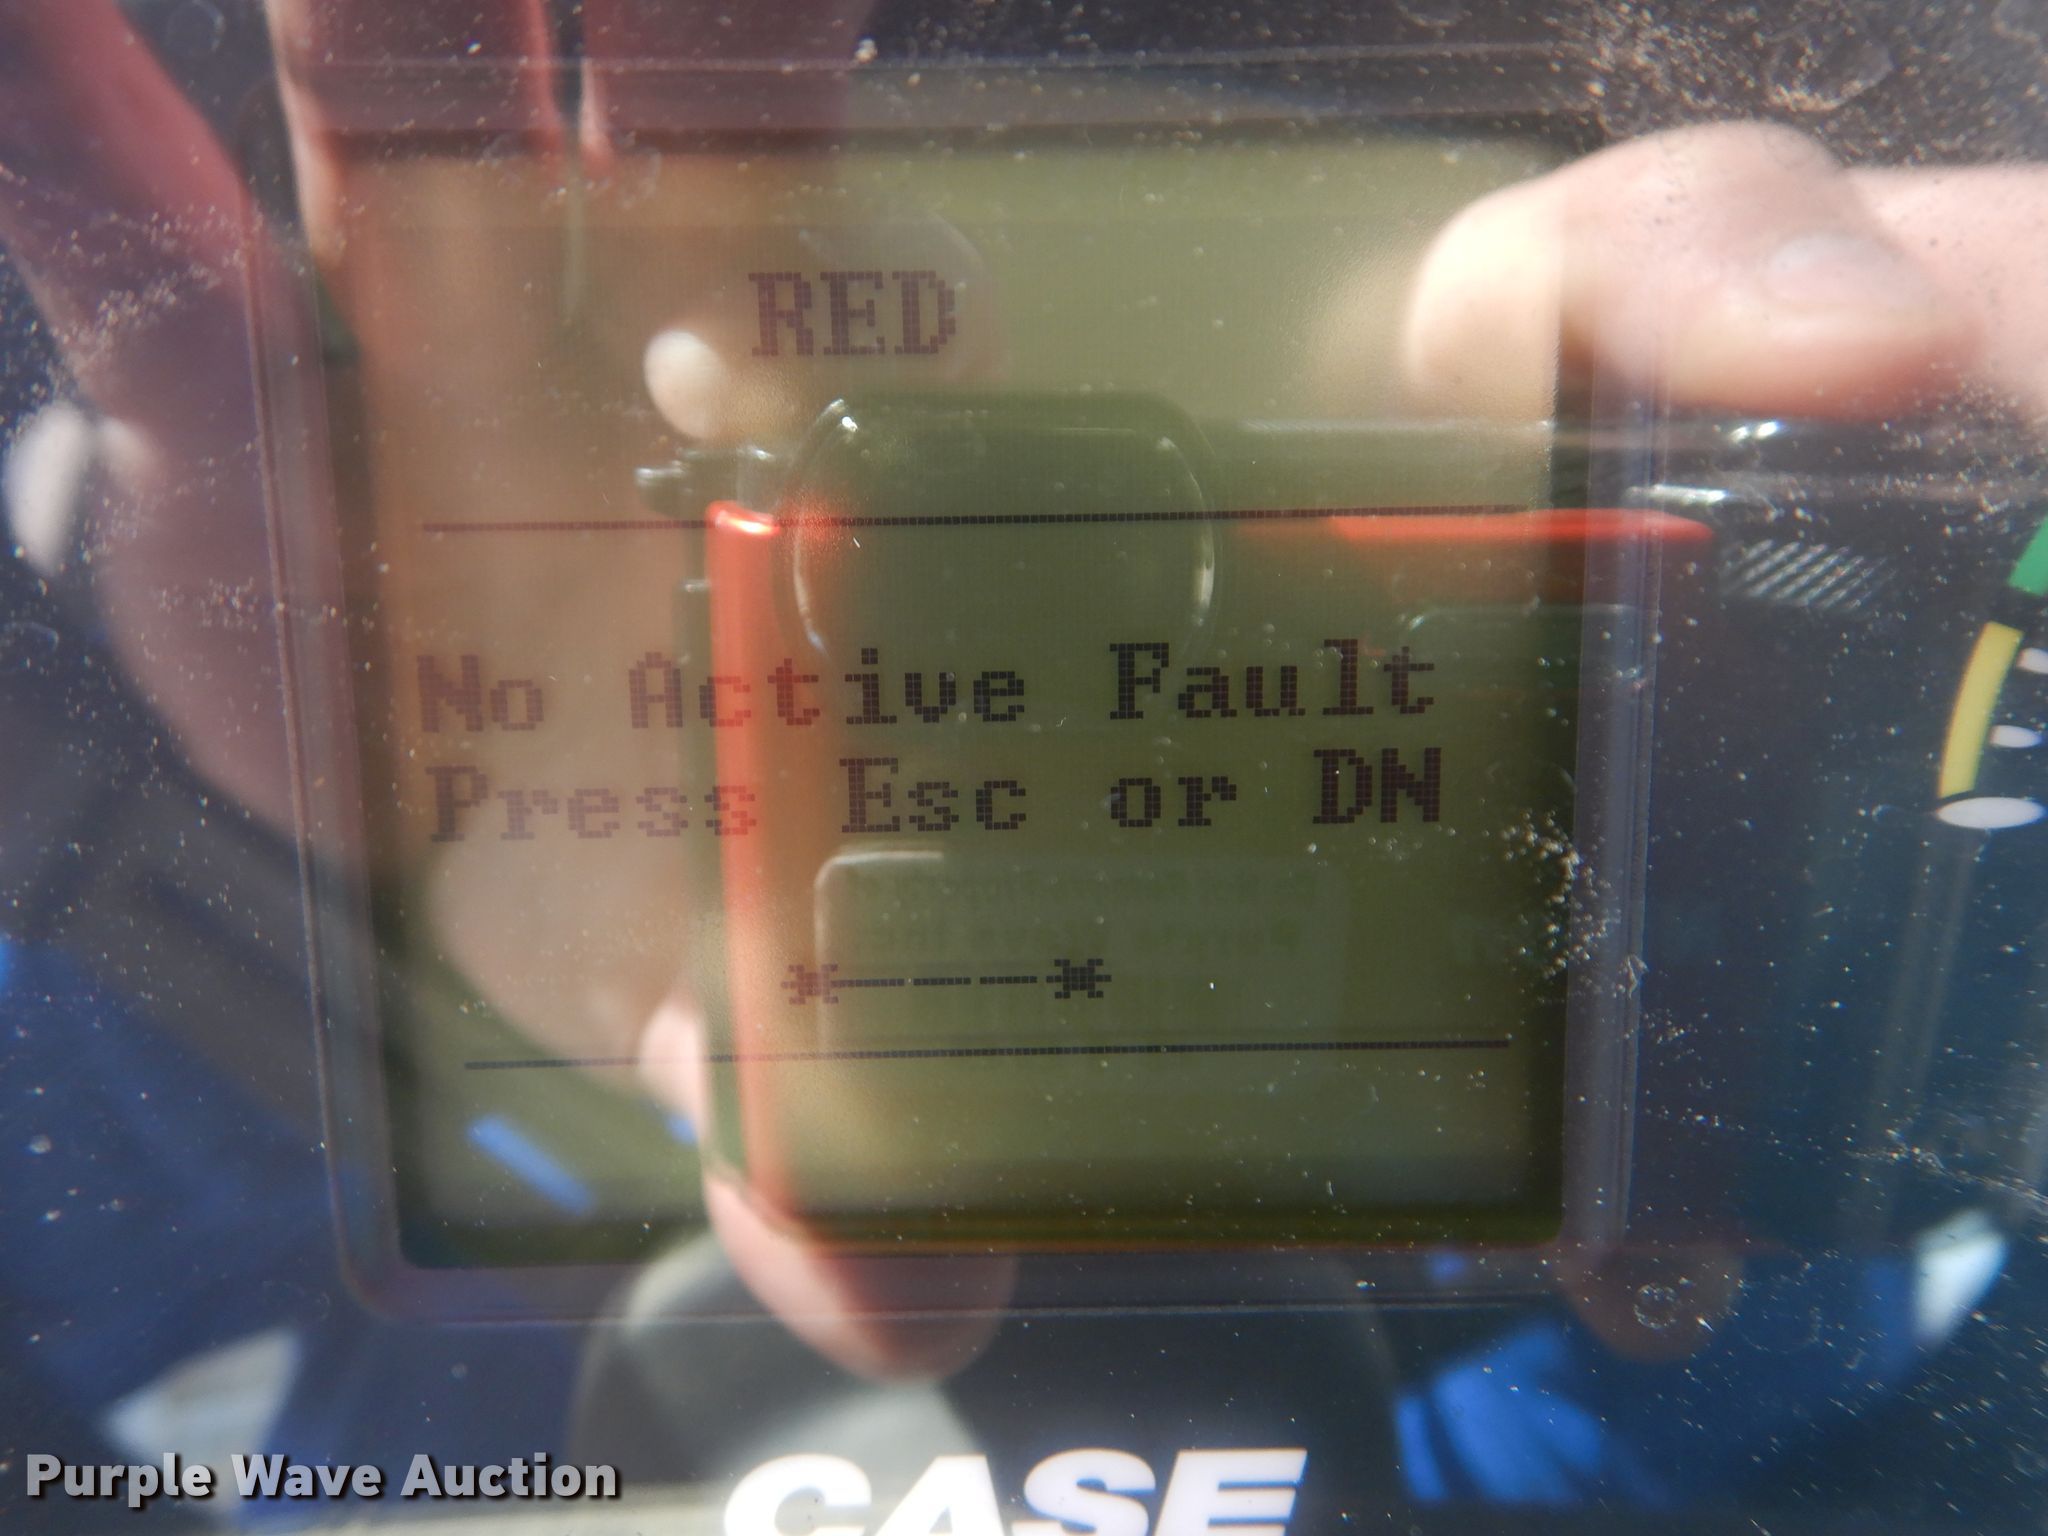 RED
No Active Fault
Press Esc or DN
*---*
CASE
Purple Wave Auction